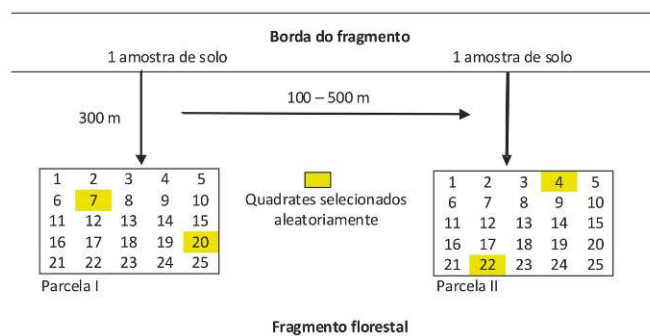 Borda do fragmento
1 amostra de solo
1 amostra de solo
100 – 500 m
300 m
1 2 3 4 5
6 7 8 9 10
11 12 13 14 15
16 17 18 19 20
21 22 23 24 25
Parcela I
Quadrates selecionados
aleatoriamente
1 2 3 4 5
6 7 8 9 10
11 12 13 14 15
16 17 18 19 20
21 22 23 24 25
Parcela II
Fragmento florestal